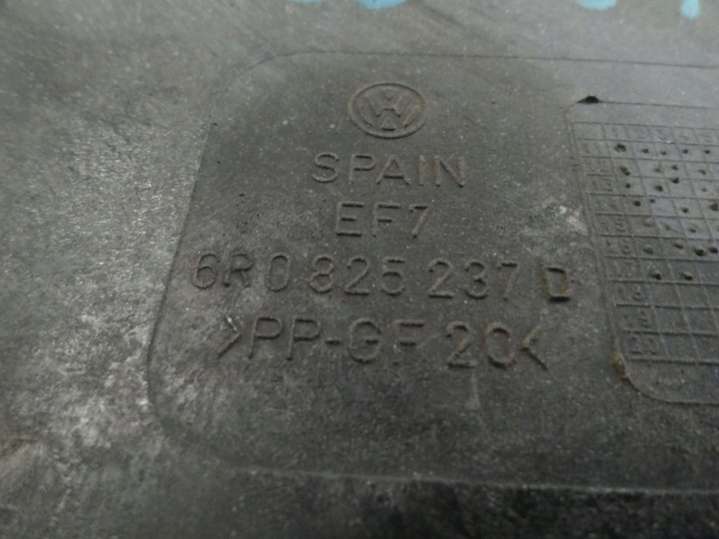 SPAIN
EF7
6R0 825 237 D
>PP-GF 20<